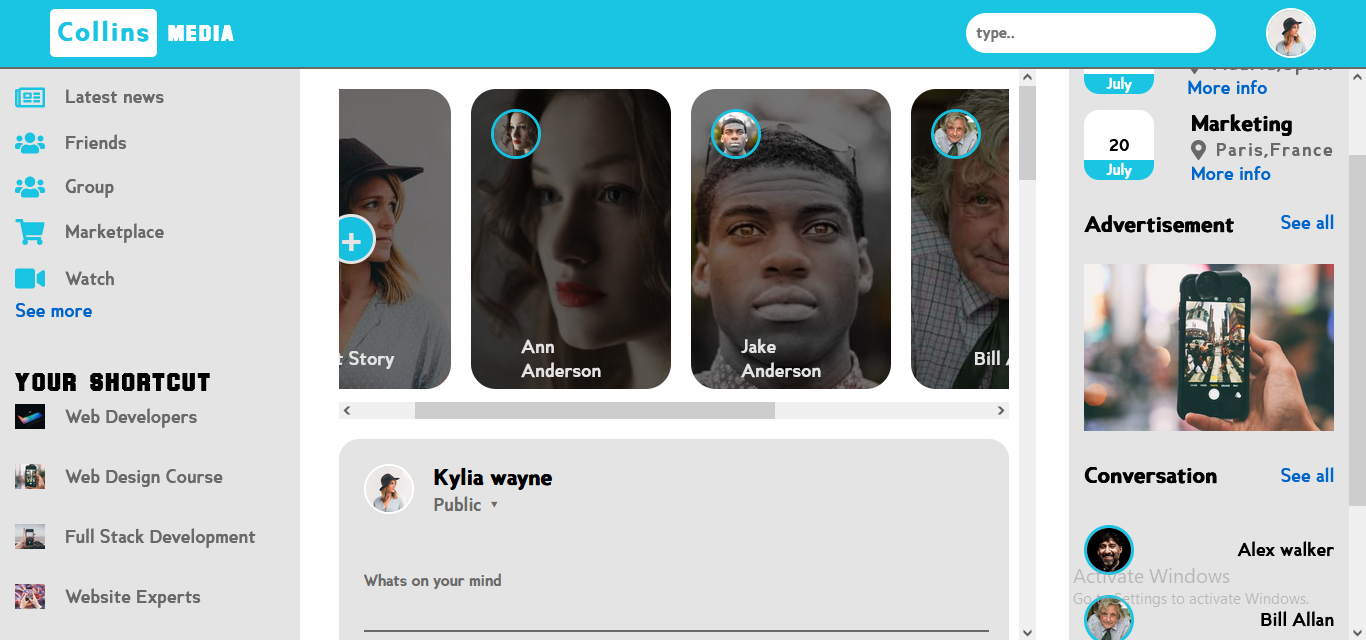 Collins MEDIA
type..
Latest news
Friends
Group
Marketplace
Watch
See more
YOUR SHORTCUT
Web Developers
Web Design Course
Full Stack Development
Website Experts
t Story
Ann
Anderson
Jake
Anderson
Bill
Kylia wayne
Public
Whats on your mind
July
More info
20
July
Marketing
Paris,France
More info
Advertisement
See all
Conversation
See all
Alex walker
Bill Allan
Activate Windows
Go to Settings to activate Windows.